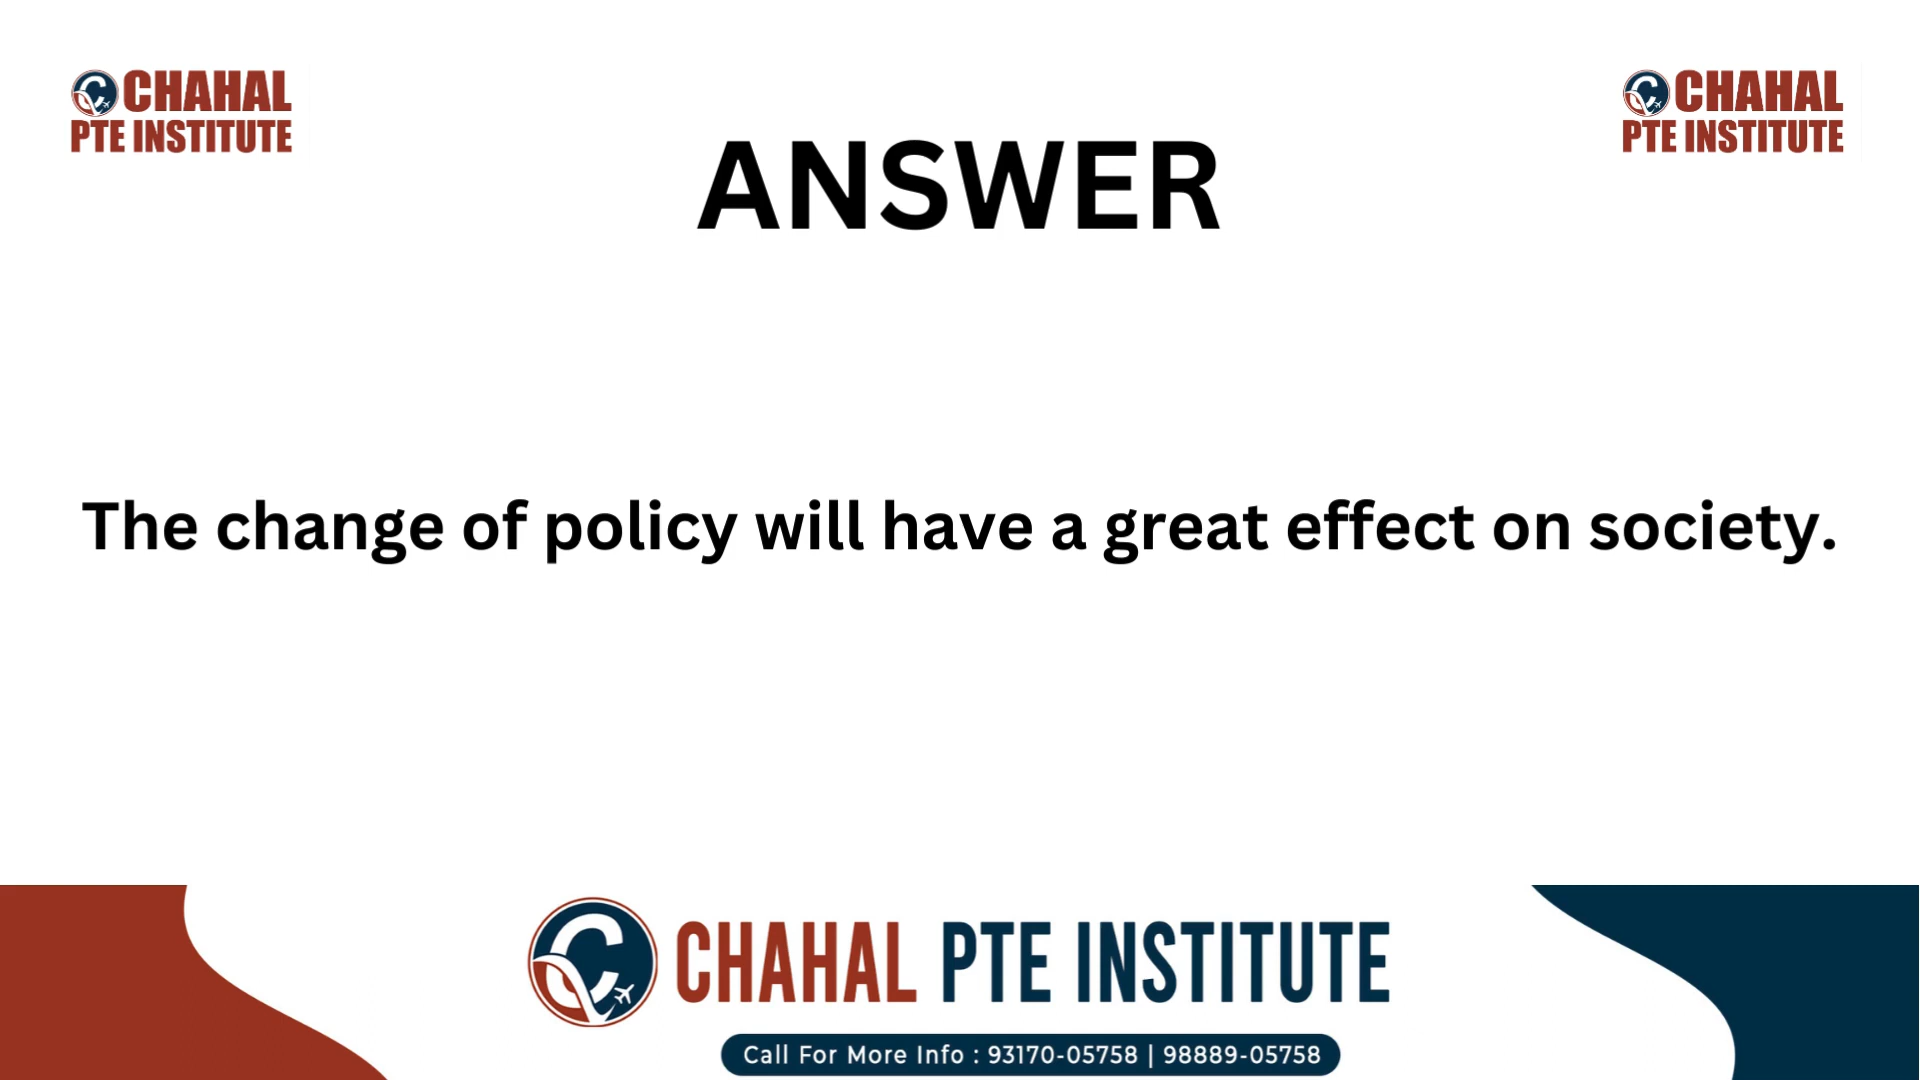 CHAHAL
PTE INSTITUTE
CHAHAL
PTE INSTITUTE
ANSWER
The change of policy will have a great effect on society.
CHAHAL PTE INSTITUTE
Call For More Info : 93170-05758 | 98889-05758